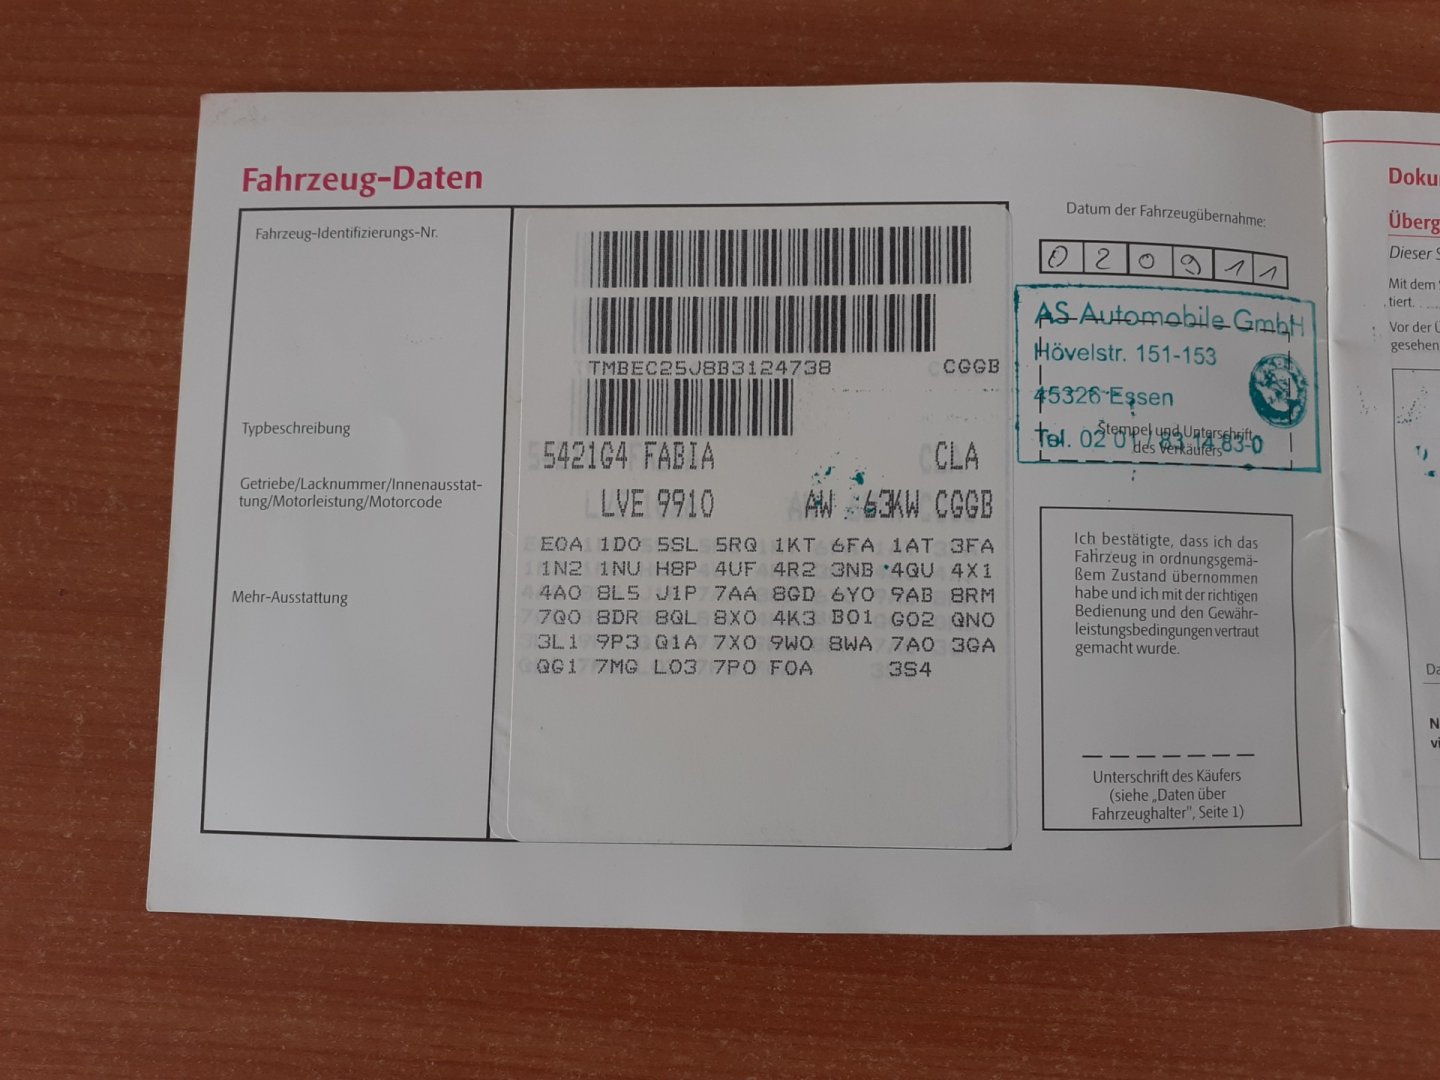 Fahrzeug-Daten
Fahrzeug-Identifizierungs-Nr.
TMBEC25J8B3124738 CGGB
Typbeschreibung
5421G4 FABIA CLA
Getriebe/Lacknummer/Innenausstat-
tung/Motorleistung/Motorcode
LVE 9910 AW 63KW CGGB
Mehr-Ausstattung
E0A 1D0 5SL 5RQ 1KT 6FA 1AT 3FA
1N2 1NU H8P 4UF 4R2 3NB 4QU 4X1
4A0 8L5 U1P 7AA 8GD 6Y0 9AB 8RM
7Q0 8DR 8QL 8X0 4K3 B01 G02 QN0
3L1 9P3 Q1A 7X0 9W0 8WA 7A0 3GA
QG1 7MG L03 7P0 F0A 3S4
Datum der Fahrzeugübernahme:
020911
AS Automobile GmbH
Hövelstr. 151-153
45326 Essen
Tel. 02 01 / 83 14 83-0
Stempel und Unterschrift
des Verkäufers
Ich bestätigte, dass ich das
Fahrzeug in ordnungsgemä-
ßem Zustand übernommen
habe und ich mit der richtigen
Bedienung und den Gewähr-
leistungsbedingungen vertraut
gemacht wurde.
Unterschrift des Käufers
(siehe „Daten über
Fahrzeughalter", Seite 1)
Doku
Überg
Dieser S
Mit dem
tiert.
Vor der Ü
gesehen
Da
N
vi